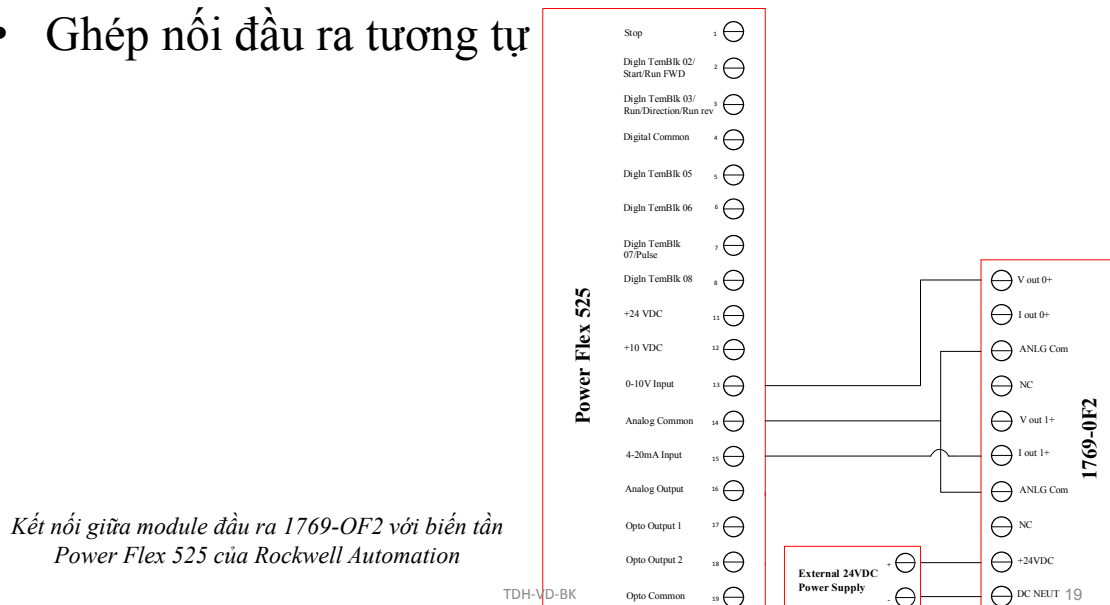 • Ghép nối đầu ra tương tự
Kết nối giữa module đầu ra 1769-OF2 với biến tần
Power Flex 525 của Rockwell Automation
Power Flex 525
Stop 1
DigIn TemBlk 02/
Start/Run FWD 2
DigIn TemBlk 03/
Run/Direction/Run rev 3
Digital Common 4
DigIn TemBlk 05 5
DigIn TemBlk 06 6
DigIn TemBlk
07/Pulse 7
DigIn TemBlk 08 8
+24 VDC 11
+10 VDC 12
0-10V Input 13
Analog Common 14
4-20mA Input 15
Analog Output 16
Opto Output 1 17
Opto Output 2 18
Opto Common 19
External 24VDC +
Power Supply -
V out 0+
I out 0+
ANLG Com
NC
V out 1+
I out 1+
ANLG Com
NC
+24VDC
DC NEUT
1769-0F2
TDH-VD-BK
19